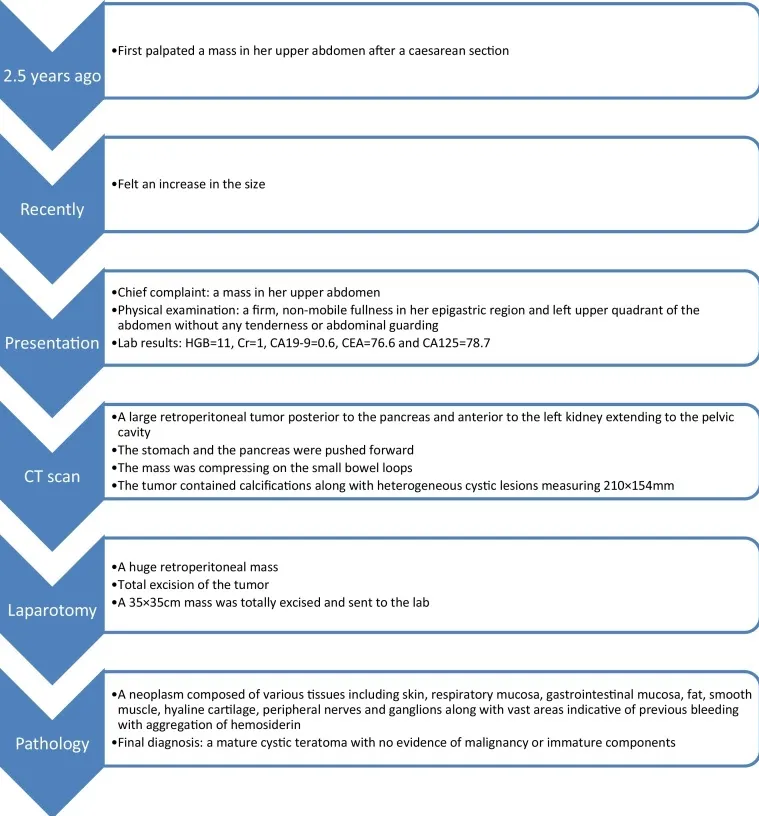 2.5 years ago
•First palpated a mass in her upper abdomen after a caesarean section
Recently
•Felt an increase in the size
Presentation
•Chief complaint: a mass in her upper abdomen
•Physical examination: a firm, non-mobile fullness in her epigastric region and left upper quadrant of the
abdomen without any tenderness or abdominal guarding
•Lab results: HGB=11, Cr=1, CA19-9=0.6, CEA=76.6 and CA125=78.7
CT scan
•A large retroperitoneal tumor posterior to the pancreas and anterior to the left kidney extending to the pelvic
cavity
•The stomach and the pancreas were pushed forward
•The mass was compressing on the small bowel loops
•The tumor contained calcifications along with heterogeneous cystic lesions measuring 210×154mm
Laparotomy
•A huge retroperitoneal mass
•Total excision of the tumor
•A 35×35cm mass was totally excised and sent to the lab
Pathology
•A neoplasm composed of various tissues including skin, respiratory mucosa, gastrointestinal mucosa, fat, smooth
muscle, hyaline cartilage, peripheral nerves and ganglions along with vast areas indicative of previous bleeding
with aggregation of hemosiderin
•Final diagnosis: a mature cystic teratoma with no evidence of malignancy or immature components